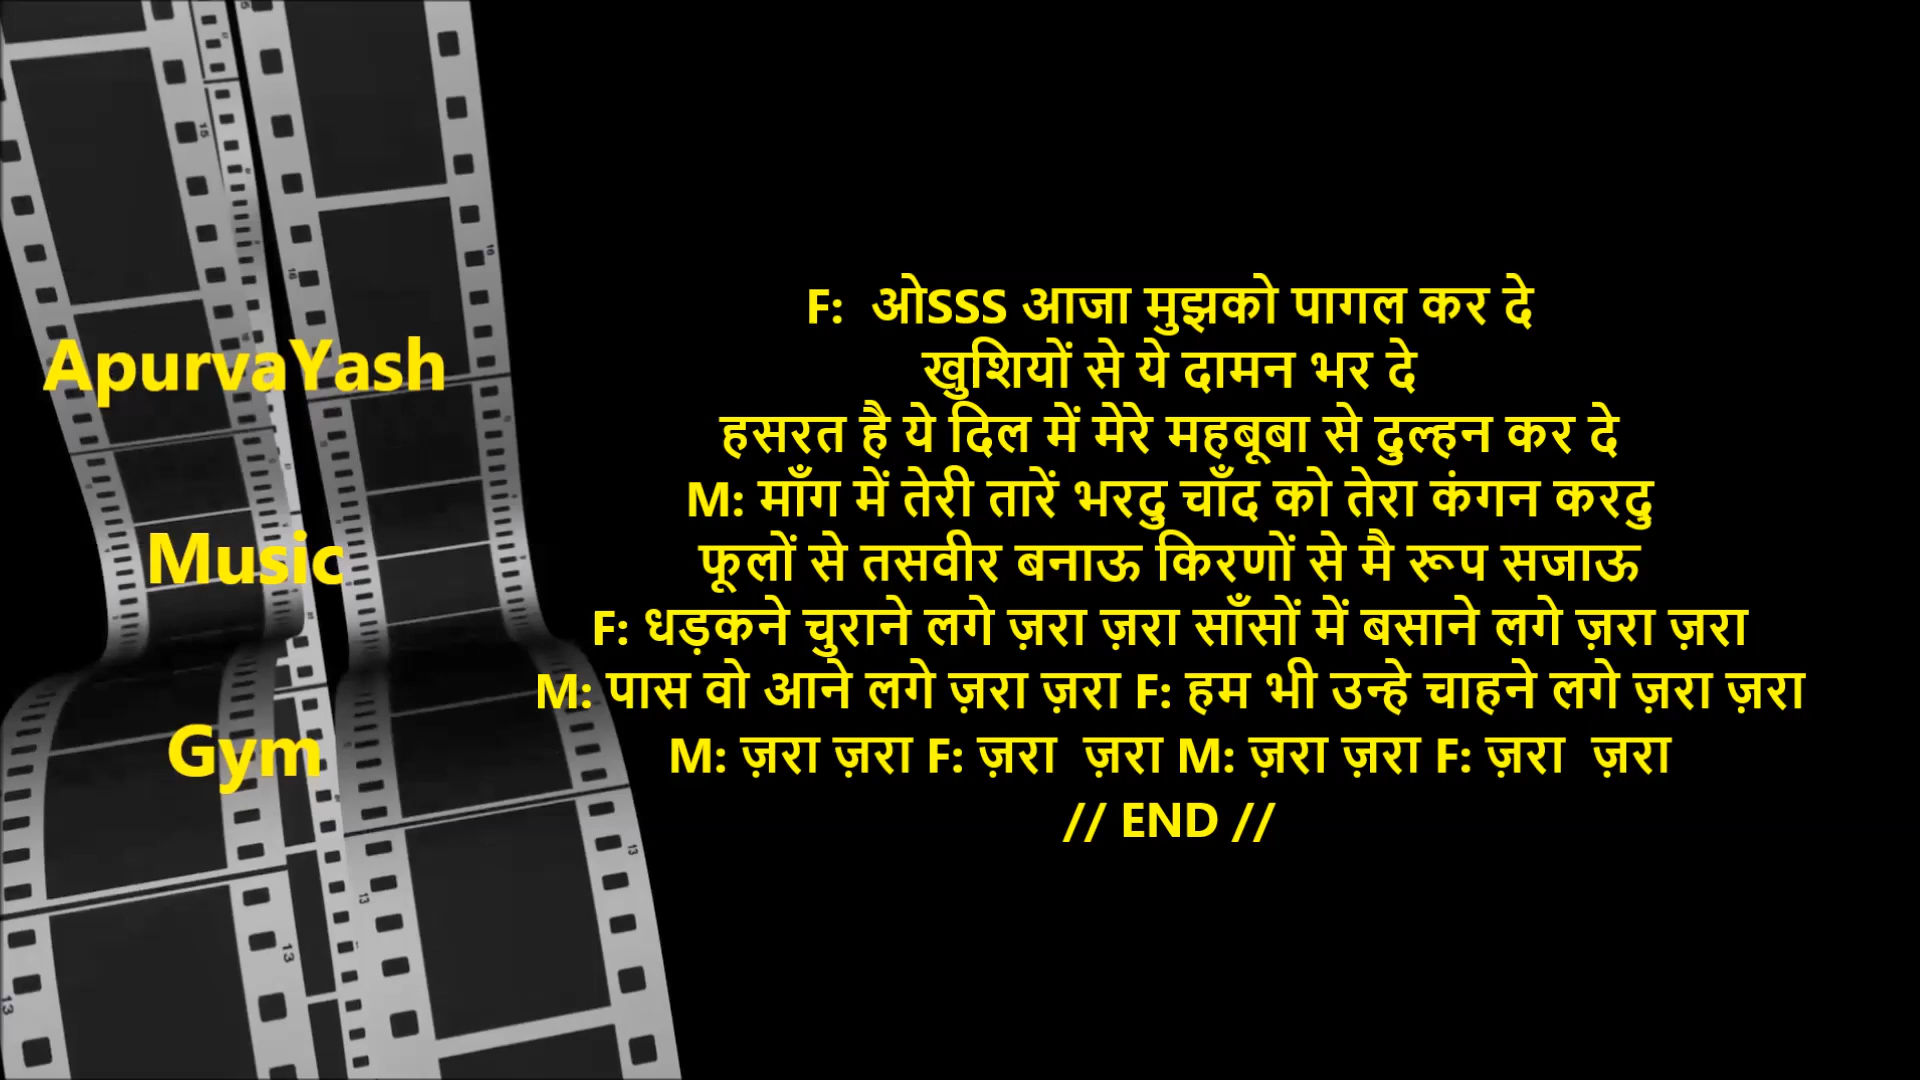 ApurvaYash
Music
Gym
F:  ओSSS आजा मुझको पागल कर दे
खुशियों से ये दामन भर दे
हसरत है ये दिल में मेरे महबूबा से दुल्हन कर दे
M: माँग में तेरी तारें भरदु चाँद को तेरा कंगन करदु
फूलों से तसवीर बनाऊ किरणों से मै रूप सजाऊ
F: धड़कने चुराने लगे ज़रा ज़रा साँसों में बसाने लगे ज़रा ज़रा
M: पास वो आने लगे ज़रा ज़रा F: हम भी उन्हे चाहने लगे ज़रा ज़रा
M: ज़रा ज़रा F: ज़रा  ज़रा M: ज़रा ज़रा F: ज़रा  ज़रा
// END //